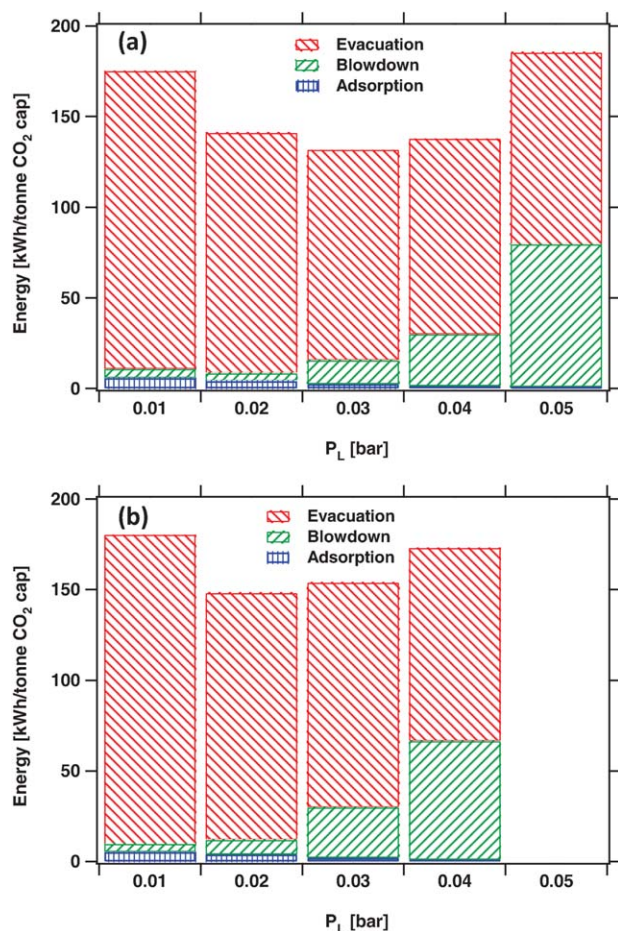 200
(a)
Evacuation
Blowdown
Adsorption
150
100
50
0
Energy [kWh/tonne CO₂ cap]
0.01 0.02 0.03 0.04 0.05
P_L [bar]
200
(b)
Evacuation
Blowdown
Adsorption
150
100
50
0
Energy [kWh/tonne CO₂ cap]
0.01 0.02 0.03 0.04 0.05
P_L [bar]